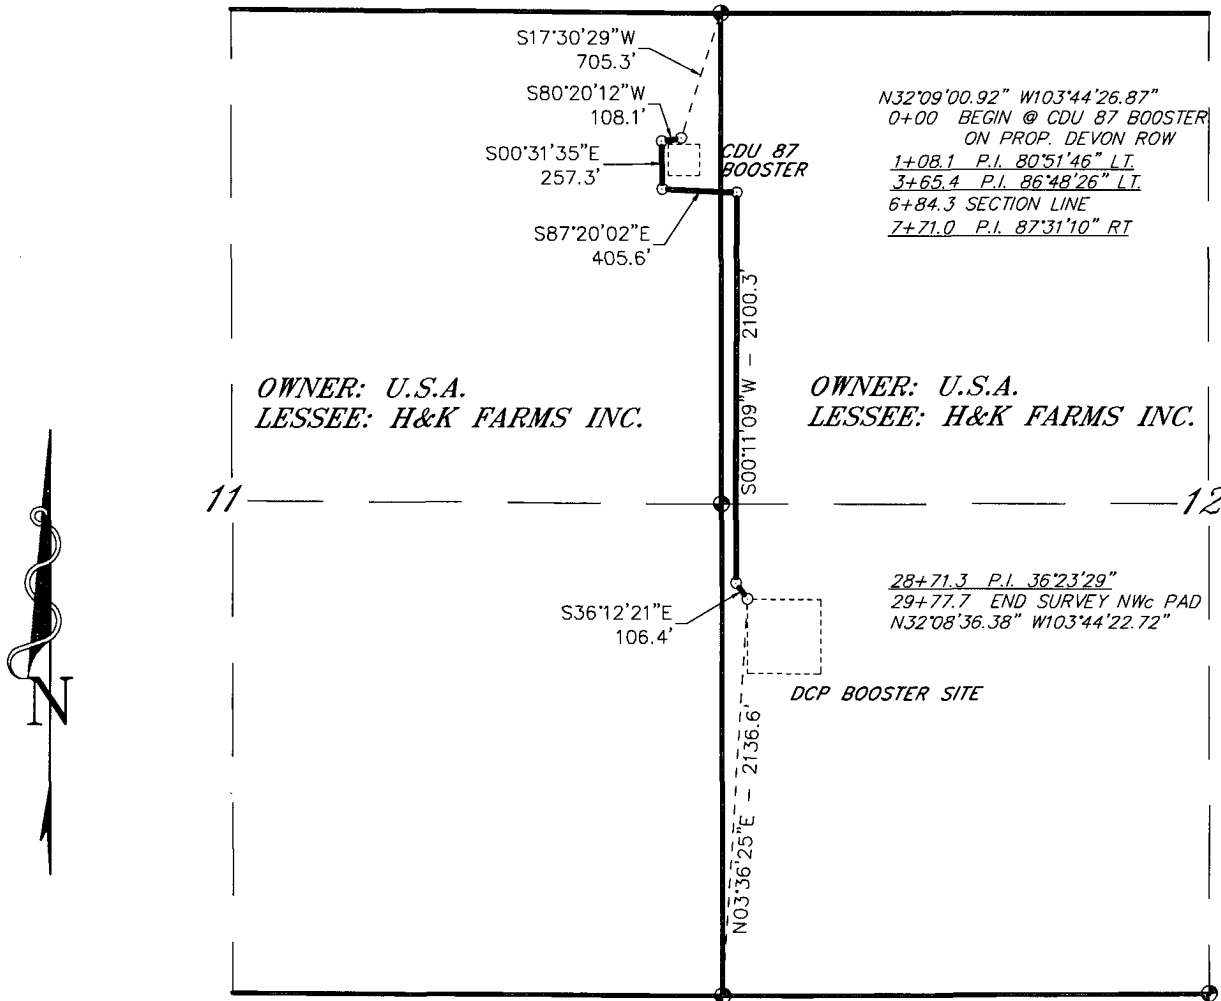 S17°30'29"W
705.3'
S80°20'12"W
108.1'
S00°31'35"E
257.3'
CDU 87
BOOSTER
S87°20'02"E
405.6'
N32°09'00.92" W103°44'26.87"
0+00 BEGIN @ CDU 87 BOOSTER
ON PROP. DEVON ROW
1+08.1 P.I. 80°51'46" LT.
3+65.4 P.I. 86°48'26" LT.
6+84.3 SECTION LINE
7+71.0 P.I. 87°31'10" RT
S00°11'09"W - 2100.3'
OWNER: U.S.A.
LESSEE: H&K FARMS INC.
OWNER: U.S.A.
LESSEE: H&K FARMS INC.
11
12
28+71.3 P.I. 36°23'29"
29+77.7 END SURVEY NWc PAD
N32°08'36.38" W103°44'22.72"
S36°12'21"E
106.4'
DCP BOOSTER SITE
N03°36'25"E - 2136.6'
N